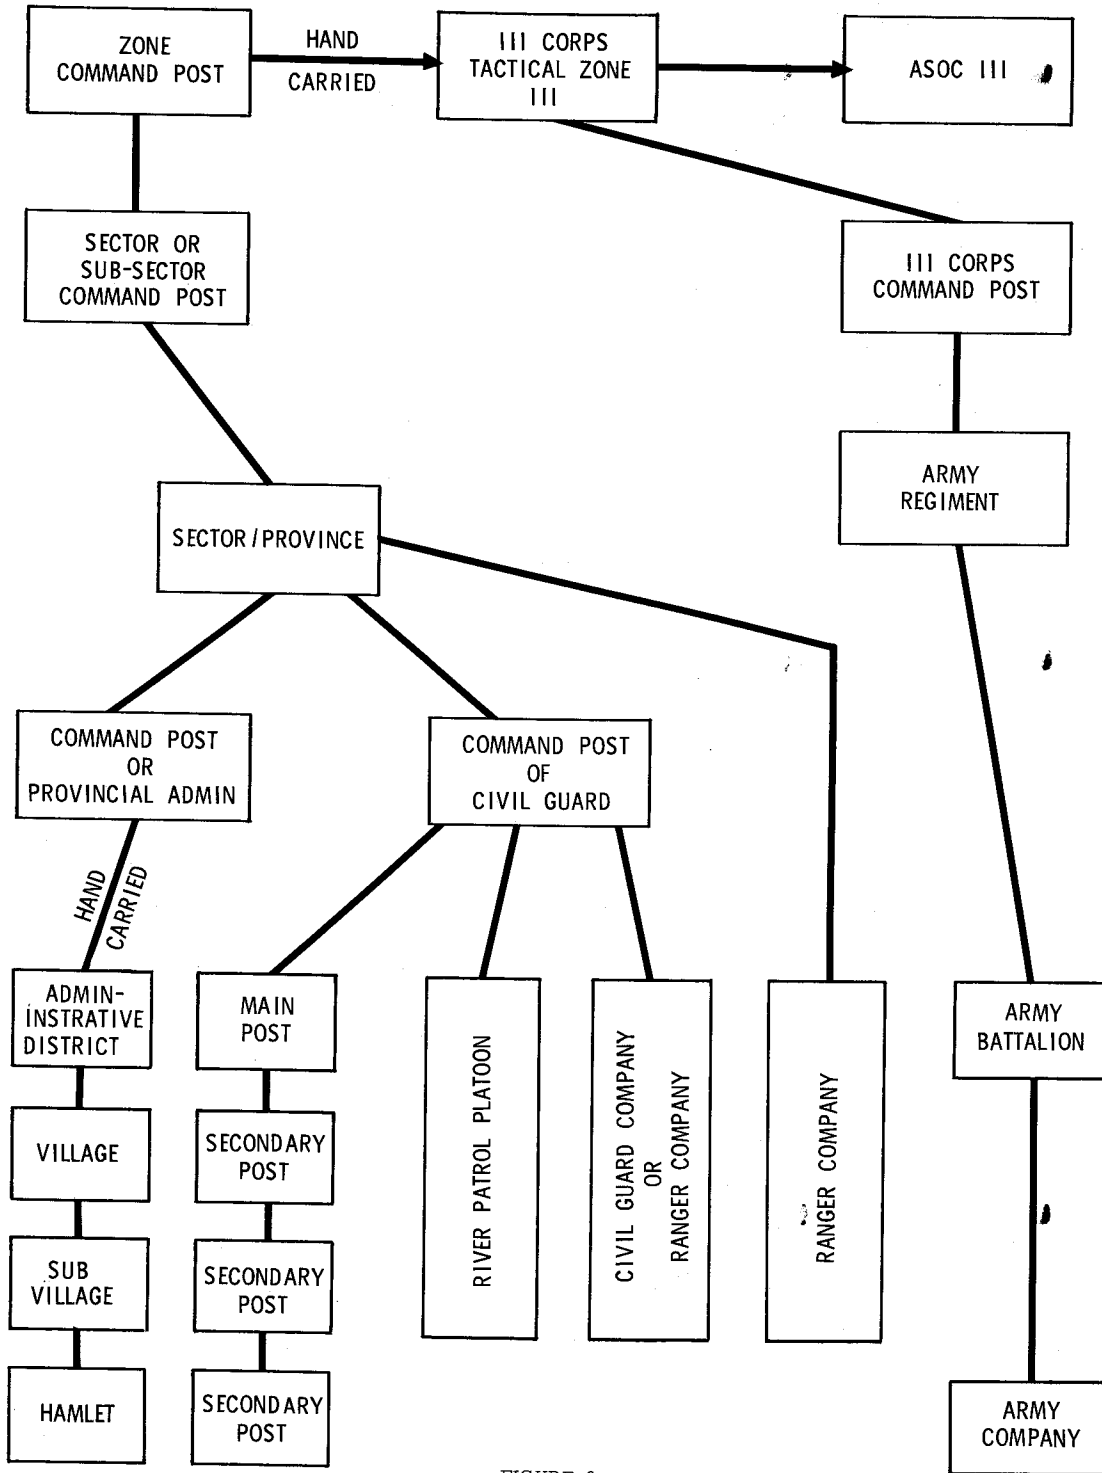 ZONE
COMMAND POST
HAND
CARRIED
III CORPS
TACTICAL ZONE
III
ASOC III
SECTOR OR
SUB-SECTOR
COMMAND POST
III CORPS
COMMAND POST
ARMY
REGIMENT
SECTOR/PROVINCE
COMMAND POST
OR
PROVINCIAL ADMIN
COMMAND POST
OF
CIVIL GUARD
HAND
CARRIED
ADMIN-
INSTRATIVE
DISTRICT
MAIN
POST
RIVER PATROL PLATOON
CIVIL GUARD COMPANY
OR
RANGER COMPANY
RANGER COMPANY
ARMY
BATTALION
VILLAGE
SECONDARY
POST
SUB
VILLAGE
SECONDARY
POST
HAMLET
SECONDARY
POST
ARMY
COMPANY